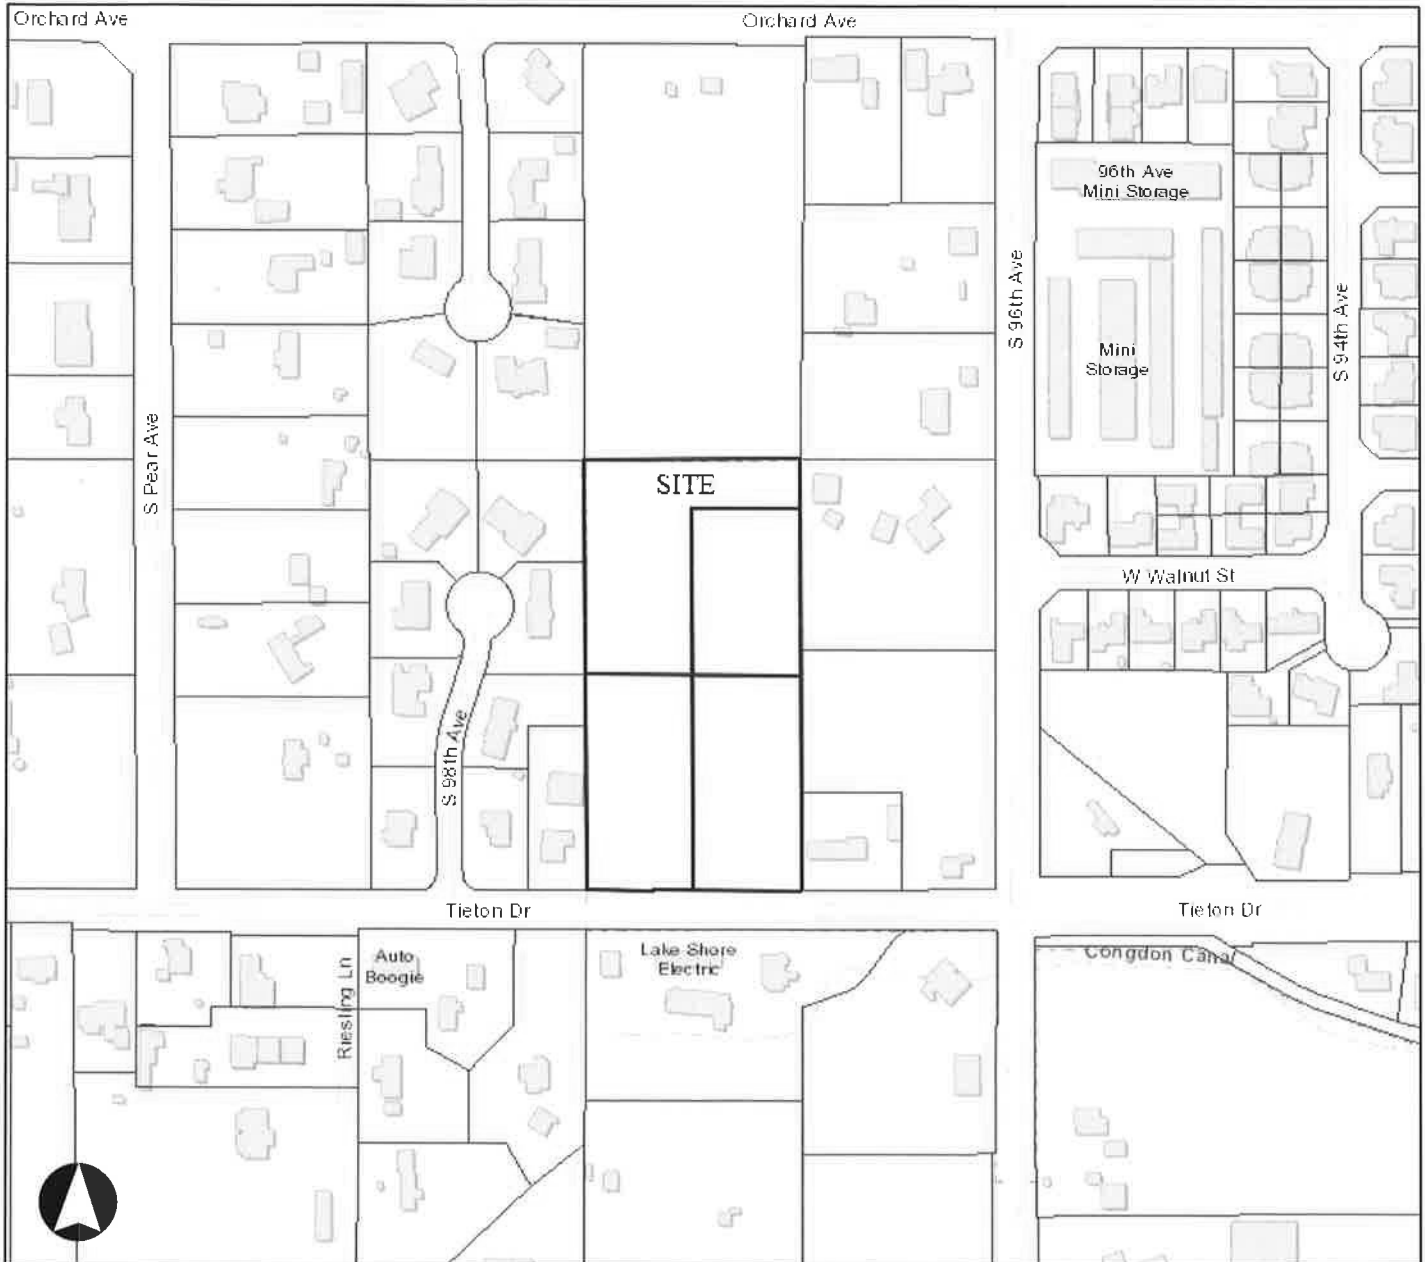 Orchard Ave
Orchard Ave
96th Ave
Mini Storage
S 96th Ave
S 94th Ave
Mini
Storage
S Pear Ave
SITE
W Walnut St
S 98th Ave
Tieton Dr
Tieton Dr
Auto
Boogie
Lake Shore
Electric
Congdon Canal
Riesling Ln